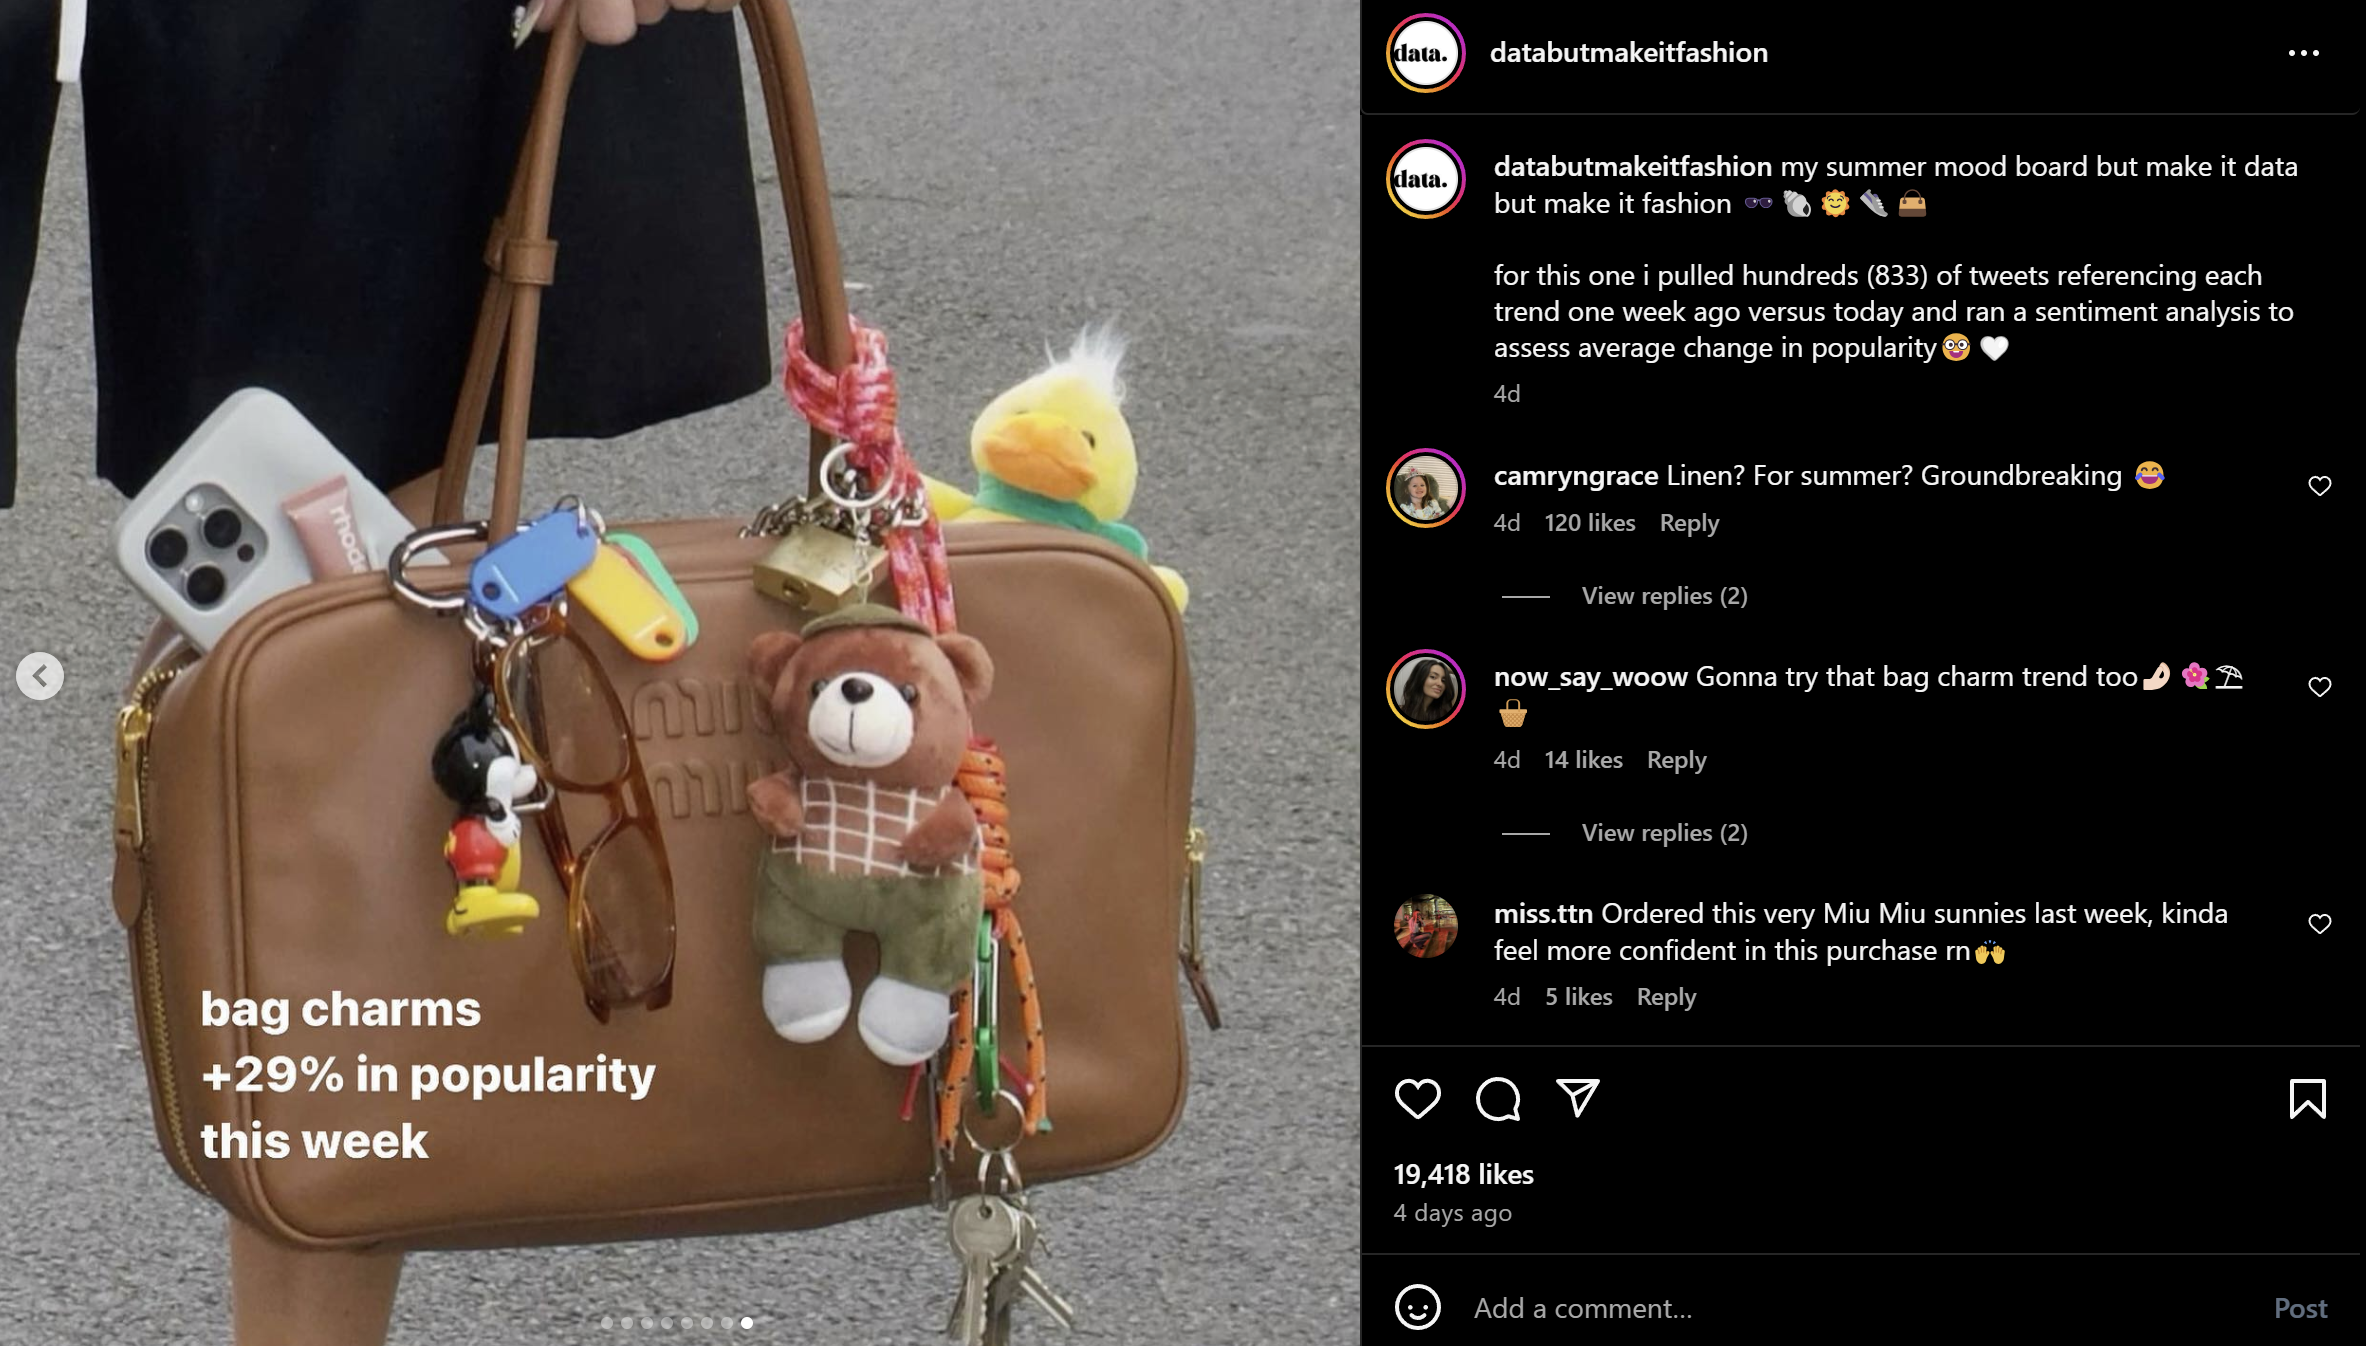 data.
databutmakeitfashion
data.
databutmakeitfashion my summer mood board but make it data
but make it fashion 🕶️ 🐚 🌞 👟 👜
for this one i pulled hundreds (833) of tweets referencing each
trend one week ago versus today and ran a sentiment analysis to
assess average change in popularity🤓 🤍
4d
camryngrace Linen? For summer? Groundbreaking 😂
4d 120 likes Reply
View replies (2)
now_say_woow Gonna try that bag charm trend too🤌🏻 🌺 ⛱️
🧺
4d 14 likes Reply
View replies (2)
miss.ttn Ordered this very Miu Miu sunnies last week, kinda
feel more confident in this purchase rn🙌
4d 5 likes Reply
19,418 likes
4 days ago
Add a comment...
Post
rhode
miu
miu
bag charms
+29% in popularity
this week